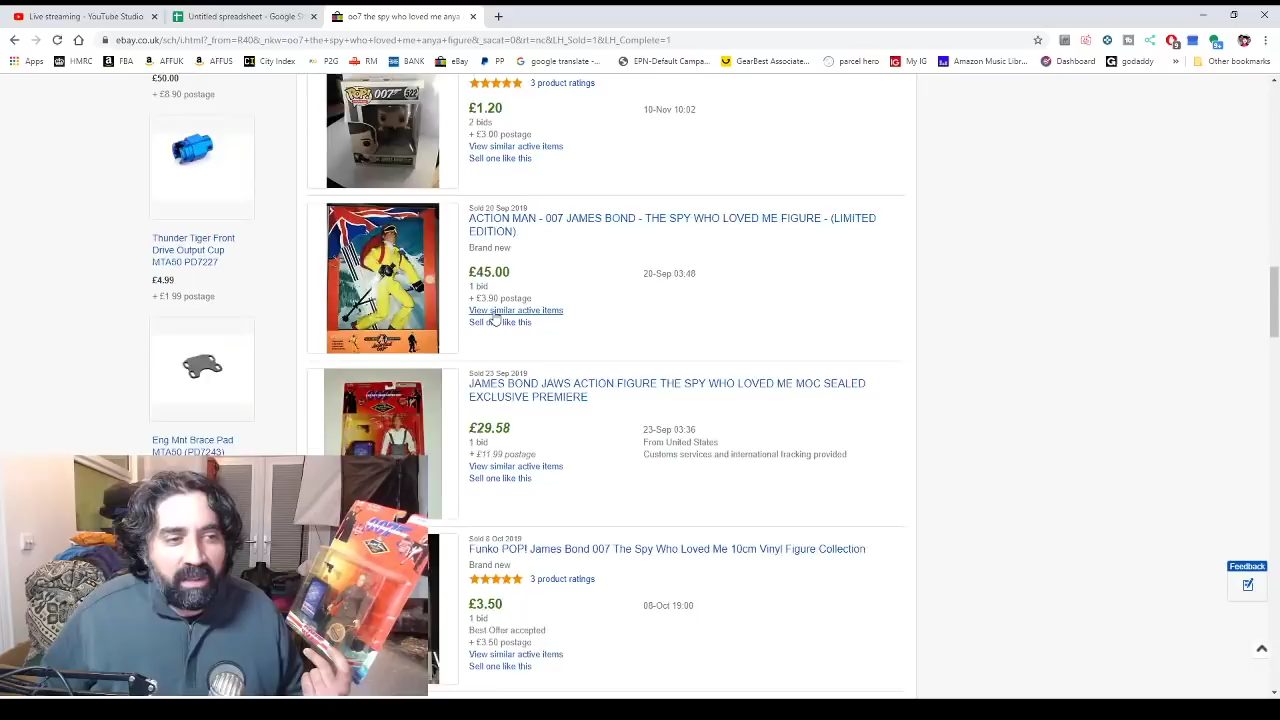 Live streaming - YouTube Studio
Untitled spreadsheet - Google S
oo7 the spy who loved me anya
ebay.co.uk/sch/i.html?_from=R40&_nkw=oo7+the+spy+who+loved+me+anya+figure&_sacat=0&rt=nc&LH_Sold=1&LH_Complete=1
Apps HMRC FBA AFFUC AFFUS City Index P2G RM BANK eBay PP google translate -... EPN-Default Campa... GearBest Associate... parcel hero My IG Amazon Music Libr... Dashboard godaddy » Other bookmarks
£50.00
+ £8.90 postage
Thunder Tiger Front
Drive Output Cup
MTA50 PD7227
£4.99
+ £1.99 postage
Eng Mnt Brace Pad
MTA50 (PD7243)
POP! 007 522
3 product ratings
£1.20
10-Nov 10:02
2 bids
+ £3.00 postage
View similar active items
Sell one like this
Sold 20 Sep 2019
ACTION MAN - 007 JAMES BOND - THE SPY WHO LOVED ME FIGURE - (LIMITED
EDITION)
Brand new
£45.00
20-Sep 03:48
1 bid
+ £3.90 postage
View similar active items
Sell one like this
Sold 23 Sep 2019
JAMES BOND JAWS ACTION FIGURE THE SPY WHO LOVED ME MOC SEALED
EXCLUSIVE PREMIERE
£29.58
23-Sep 03:36
1 bid
From United States
+ £11.99 postage
Customs services and international tracking provided
View similar active items
Sell one like this
Sold 8 Oct 2019
Funko POP! James Bond 007 The Spy Who Loved Me 10cm Vinyl Figure Collection
Brand new
3 product ratings
£3.50
08-Oct 19:00
1 bid
Best Offer accepted
+ £3.50 postage
View similar active items
Sell one like this
Feedback